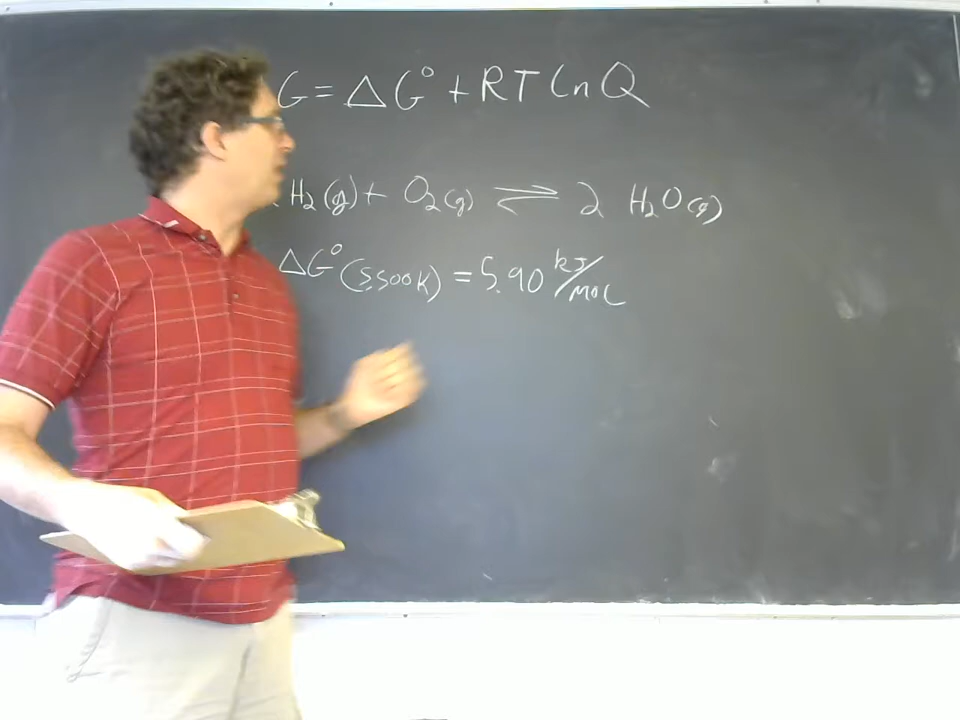 G = ΔG° + RT ln Q
H₂(g) + O₂(g) ⇌ 2 H₂O(g)
ΔG°(5500K) = 5.90 kJ/mol